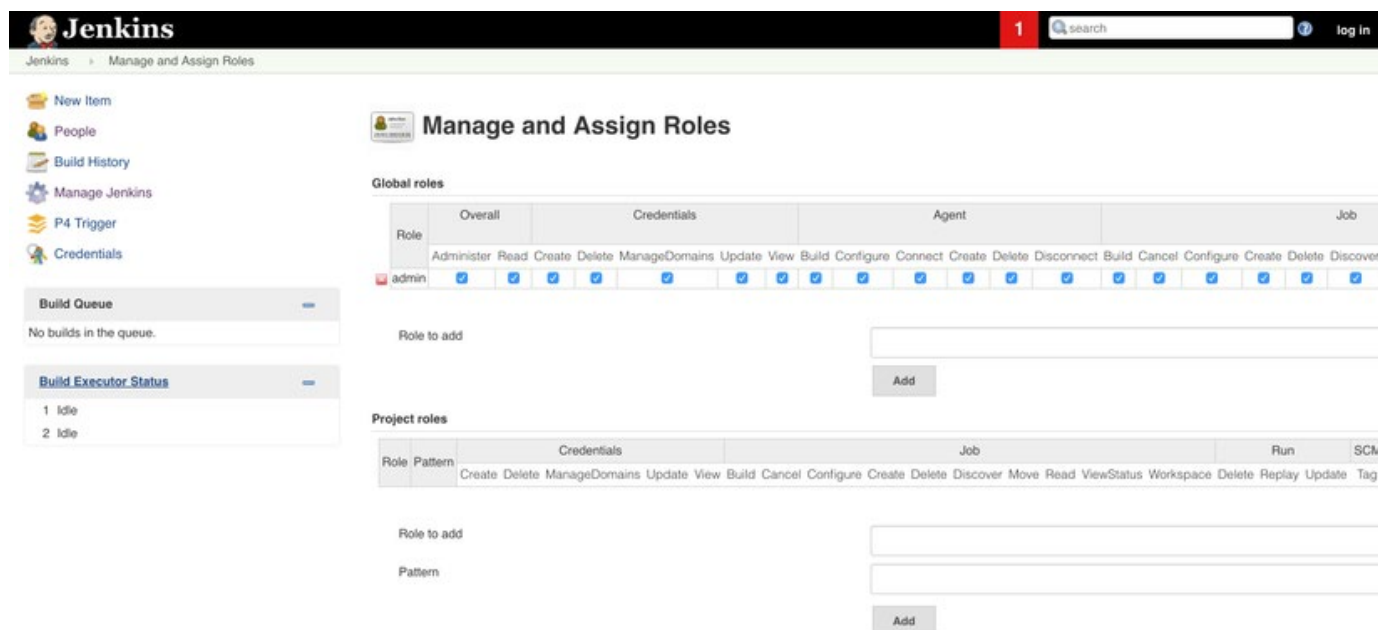 Jenkins
1
search
log in
Jenkins
Manage and Assign Roles
New Item
People
Build History
Manage Jenkins
P4 Trigger
Credentials
Build Queue
No builds in the queue.
Build Executor Status
1 Idle
2 Idle
Manage and Assign Roles
Global roles
Role Overall Credentials Agent Job
Administer Read Create Delete ManageDomains Update View Build Configure Connect Create Delete Disconnect Build Cancel Configure Create Delete Discover
admin
Role to add
Add
Project roles
Role Pattern Credentials Job Run SCM
Create Delete ManageDomains Update View Build Cancel Configure Create Delete Discover Move Read ViewStatus Workspace Delete Replay Update Tag
Role to add
Pattern
Add